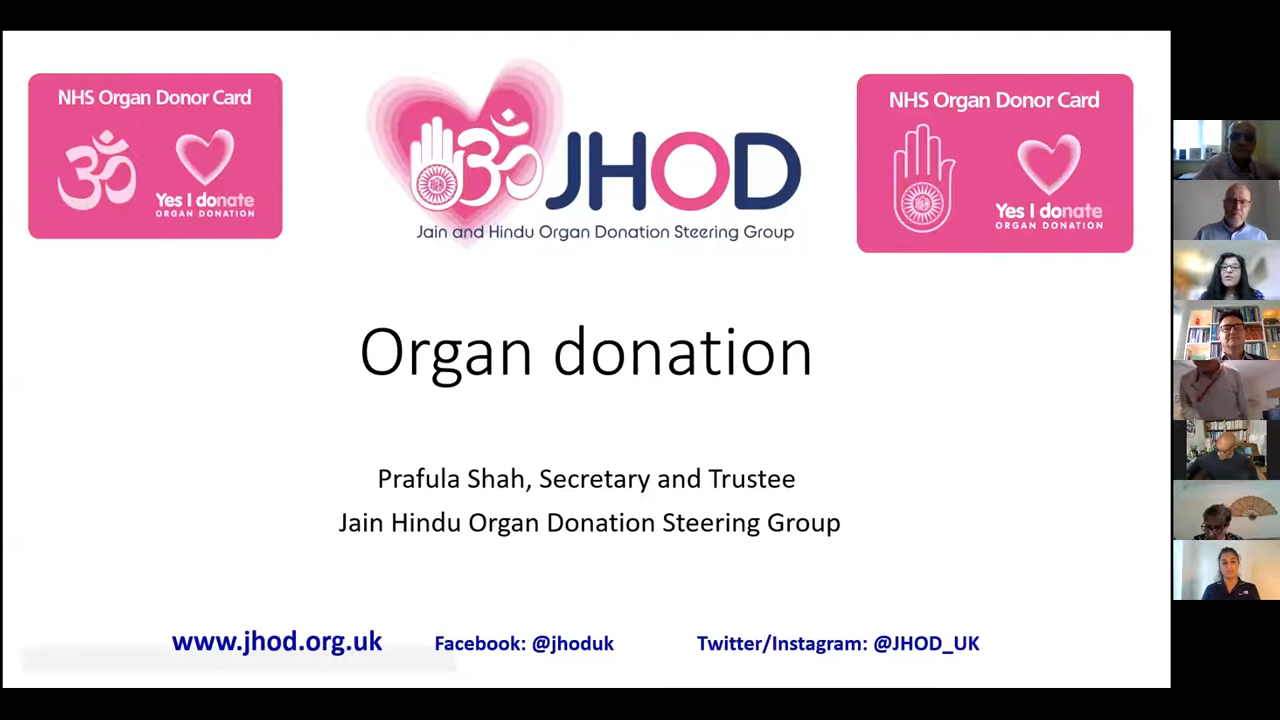 NHS Organ Donor Card
ॐ
Yes I donate
ORGAN DONATION
ॐ JHOD
Jain and Hindu Organ Donation Steering Group
NHS Organ Donor Card
Yes I donate
ORGAN DONATION
Organ donation
Prafula Shah, Secretary and Trustee
Jain Hindu Organ Donation Steering Group
www.jhod.org.uk Facebook: @jhoduk Twitter/Instagram: @JHOD_UK